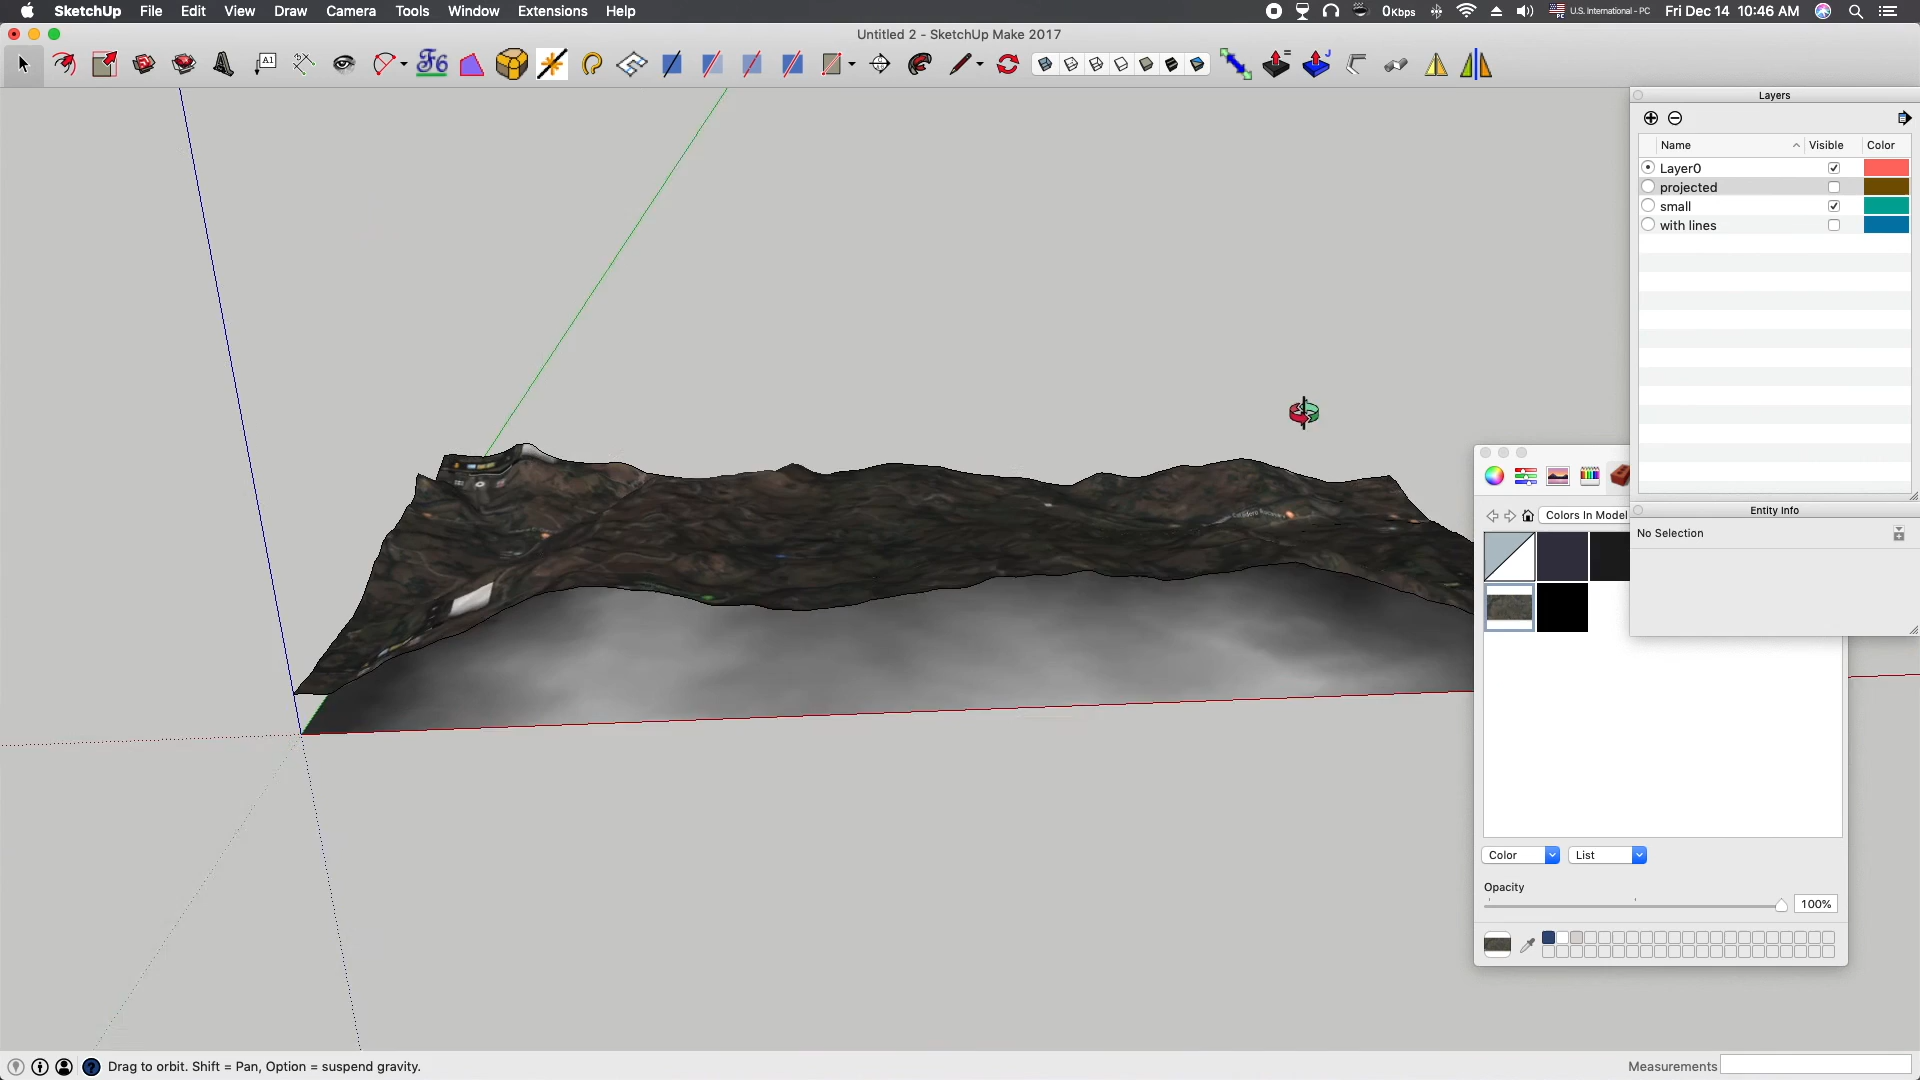 SketchUp File Edit View Draw Camera Tools Window Extensions Help 0Kbps U.S. International - PC Fri Dec 14 10:46 AM
Untitled 2 - SketchUp Make 2017
A1 F6
Layers
Name Visible Color
Layer0
projected
small
with lines
Colors In Model
Entity Info
No Selection
Color List
Opacity
100%
Drag to orbit. Shift = Pan, Option = suspend gravity.
Measurements